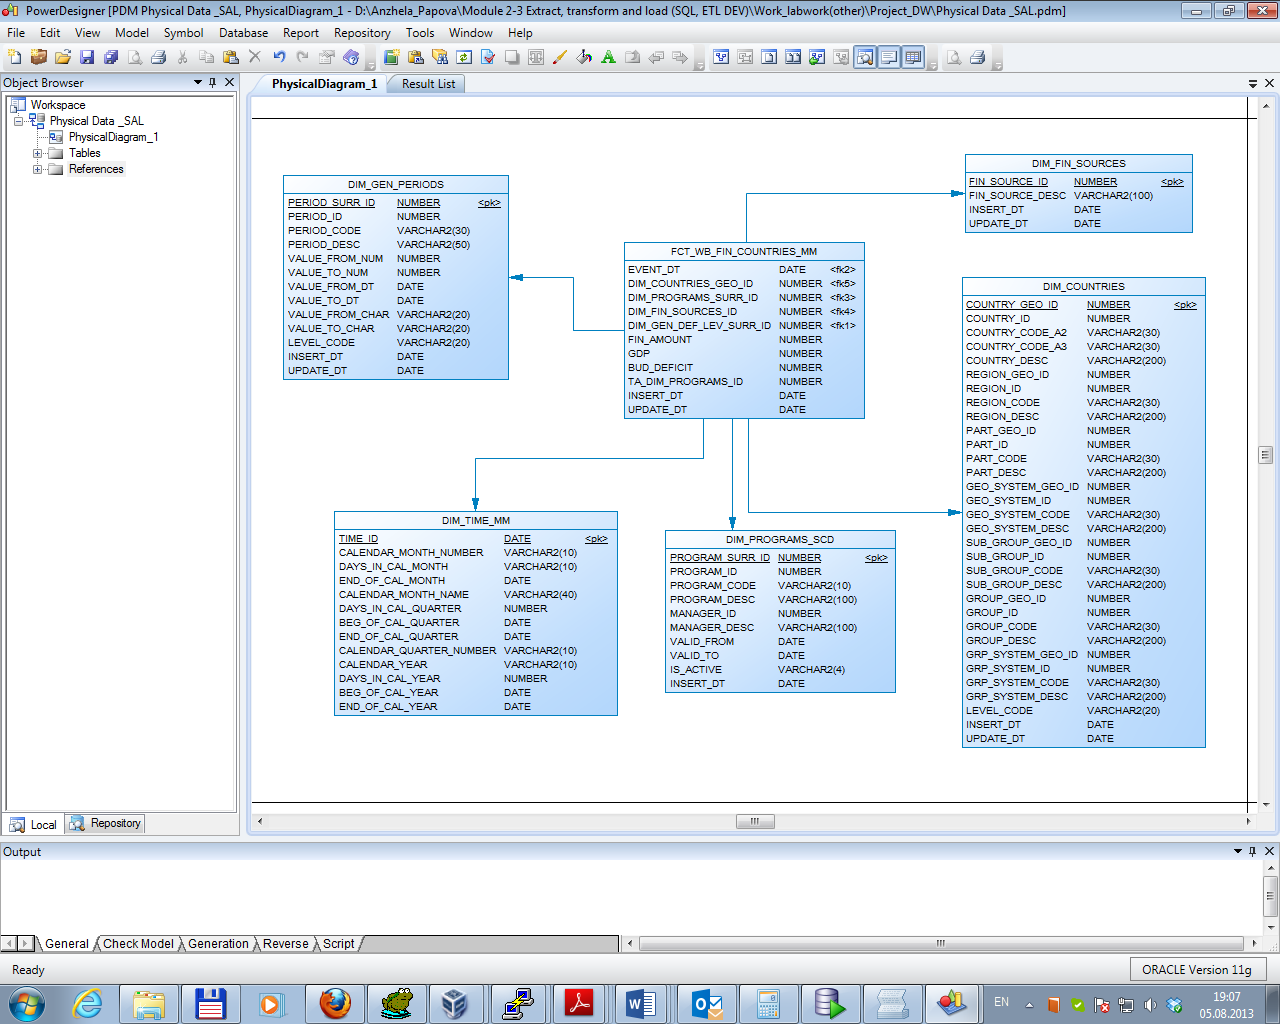 PowerDesigner [PDM Physical Data _SAL, PhysicalDiagram_1 - D:\Anzhela_Papova\Module 2-3 Extract, transform and load (SQL, ETL DEV)\Work_labwork(other)\Project_DW\Physical Data _SAL.pdm]
File Edit View Model Symbol Database Report Repository Tools Window Help
Object Browser
PhysicalDiagram_1 Result List
Workspace
Physical Data _SAL
PhysicalDiagram_1
Tables
References
DIM_GEN_PERIODS
PERIOD_SURR_ID NUMBER <pk>
PERIOD_ID NUMBER
PERIOD_CODE VARCHAR2(30)
PERIOD_DESC VARCHAR2(50)
VALUE_FROM_NUM NUMBER
VALUE_TO_NUM NUMBER
VALUE_FROM_DT DATE
VALUE_TO_DT DATE
VALUE_FROM_CHAR VARCHAR2(20)
VALUE_TO_CHAR VARCHAR2(20)
LEVEL_CODE VARCHAR2(20)
INSERT_DT DATE
UPDATE_DT DATE
FCT_WB_FIN_COUNTRIES_MM
EVENT_DT DATE <fk2>
DIM_COUNTRIES_GEO_ID NUMBER <fk5>
DIM_PROGRAMS_SURR_ID NUMBER <fk3>
DIM_FIN_SOURCES_ID NUMBER <fk4>
DIM_GEN_DEF_LEV_SURR_ID NUMBER <fk1>
FIN_AMOUNT NUMBER
GDP NUMBER
BUD_DEFICIT NUMBER
TA_DIM_PROGRAMS_ID NUMBER
INSERT_DT DATE
UPDATE_DT DATE
DIM_FIN_SOURCES
FIN_SOURCE_ID NUMBER <pk>
FIN_SOURCE_DESC VARCHAR2(100)
INSERT_DT DATE
UPDATE_DT DATE
DIM_COUNTRIES
COUNTRY_GEO_ID NUMBER <pk>
COUNTRY_ID NUMBER
COUNTRY_CODE_A2 VARCHAR2(30)
COUNTRY_CODE_A3 VARCHAR2(30)
COUNTRY_DESC VARCHAR2(200)
REGION_GEO_ID NUMBER
REGION_ID NUMBER
REGION_CODE VARCHAR2(30)
REGION_DESC VARCHAR2(200)
PART_GEO_ID NUMBER
PART_ID NUMBER
PART_CODE VARCHAR2(30)
PART_DESC VARCHAR2(200)
GEO_SYSTEM_GEO_ID NUMBER
GEO_SYSTEM_ID NUMBER
GEO_SYSTEM_CODE VARCHAR2(30)
GEO_SYSTEM_DESC VARCHAR2(200)
SUB_GROUP_GEO_ID NUMBER
SUB_GROUP_ID NUMBER
SUB_GROUP_CODE VARCHAR2(30)
SUB_GROUP_DESC VARCHAR2(200)
GROUP_GEO_ID NUMBER
GROUP_ID NUMBER
GROUP_CODE VARCHAR2(30)
GROUP_DESC VARCHAR2(200)
GRP_SYSTEM_GEO_ID NUMBER
GRP_SYSTEM_ID NUMBER
GRP_SYSTEM_CODE VARCHAR2(30)
GRP_SYSTEM_DESC VARCHAR2(200)
LEVEL_CODE VARCHAR2(20)
INSERT_DT DATE
UPDATE_DT DATE
DIM_TIME_MM
TIME_ID DATE <pk>
CALENDAR_MONTH_NUMBER VARCHAR2(10)
DAYS_IN_CAL_MONTH VARCHAR2(10)
END_OF_CAL_MONTH DATE
CALENDAR_MONTH_NAME VARCHAR2(40)
DAYS_IN_CAL_QUARTER NUMBER
BEG_OF_CAL_QUARTER DATE
END_OF_CAL_QUARTER DATE
CALENDAR_QUARTER_NUMBER VARCHAR2(10)
CALENDAR_YEAR VARCHAR2(10)
DAYS_IN_CAL_YEAR NUMBER
BEG_OF_CAL_YEAR DATE
END_OF_CAL_YEAR DATE
DIM_PROGRAMS_SCD
PROGRAM_SURR_ID NUMBER <pk>
PROGRAM_ID NUMBER
PROGRAM_CODE VARCHAR2(10)
PROGRAM_DESC VARCHAR2(100)
MANAGER_ID NUMBER
MANAGER_DESC VARCHAR2(100)
VALID_FROM DATE
VALID_TO DATE
IS_ACTIVE VARCHAR2(4)
INSERT_DT DATE
Local Repository
Output
General Check Model Generation Reverse Script
Ready
ORACLE Version 11g
EN
19:07
05.08.2013